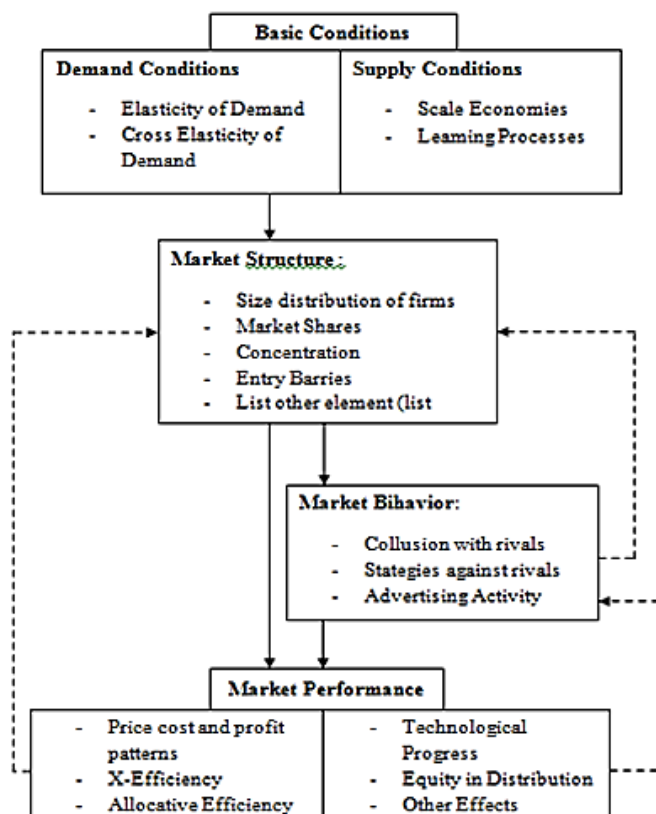 Basic Conditions
Demand Conditions
- Elasticity of Demand
- Cross Elasticity of
Demand
Supply Conditions
- Scale Economies
- Learning Processes
Market Structure :
- Size distribution of firms
- Market Shares
- Concentration
- Entry Barries
- List other element (list
Market Bihavior:
- Collusion with rivals
- Stategies against rivals
- Advertising Activity
Market Performance
- Price cost and profit
patterns
- X-Efficiency
- Allocative Efficiency
- Technological
Progress
- Equity in Distribution
- Other Effects